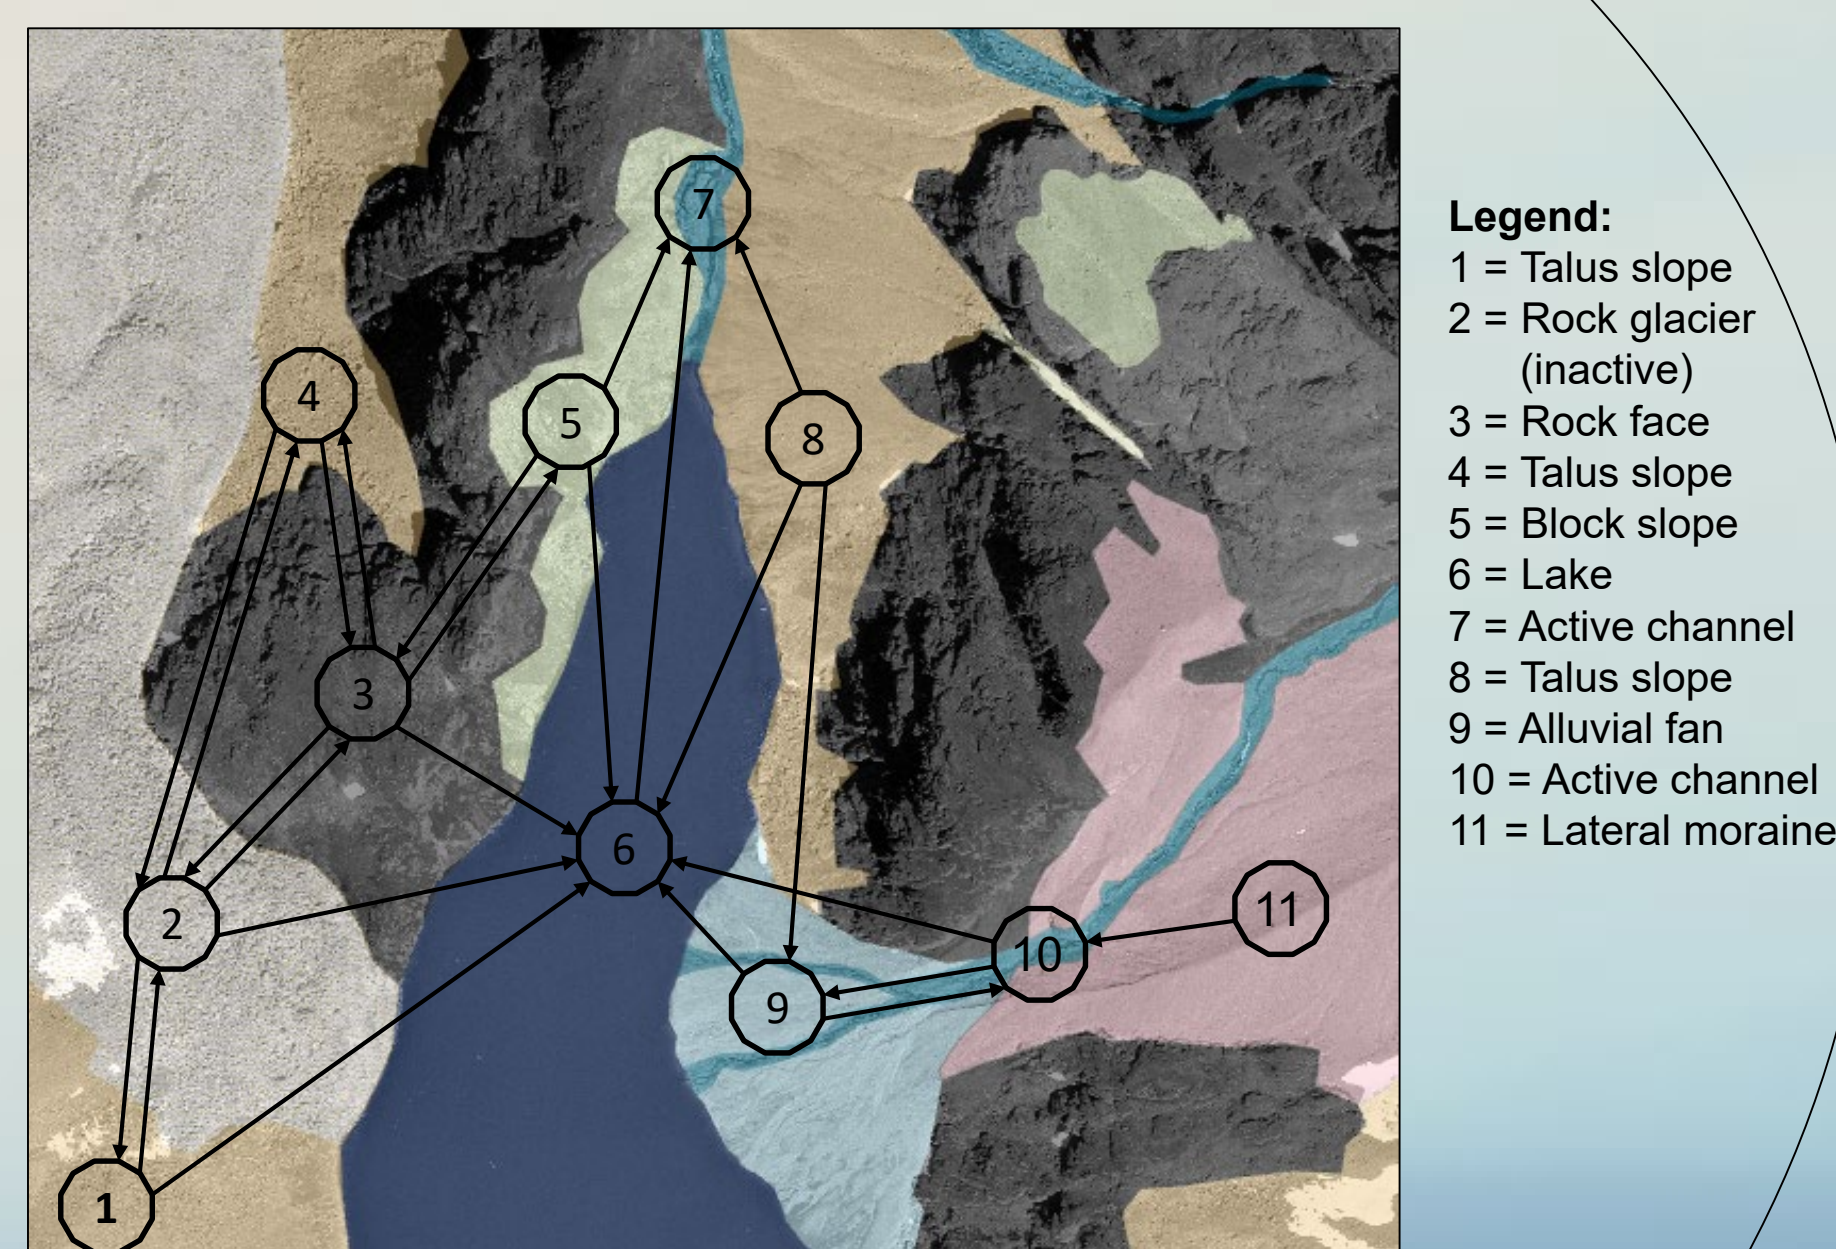 7
4
5
8
3
6
2
11
10
9
1
Legend:
1 = Talus slope
2 = Rock glacier
(inactive)
3 = Rock face
4 = Talus slope
5 = Block slope
6 = Lake
7 = Active channel
8 = Talus slope
9 = Alluvial fan
10 = Active channel
11 = Lateral moraine